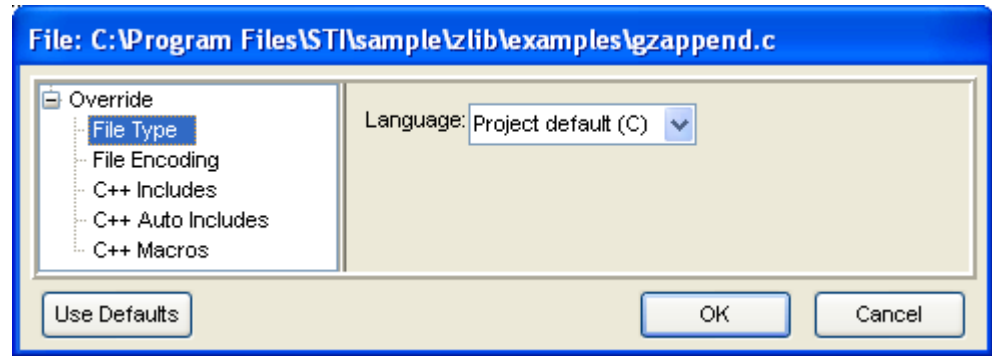 File: C:\Program Files\STI\sample\zlib\examples\gzappend.c
Override
File Type
File Encoding
C++ Includes
C++ Auto Includes
C++ Macros
Language: Project default (C)
Use Defaults
OK
Cancel